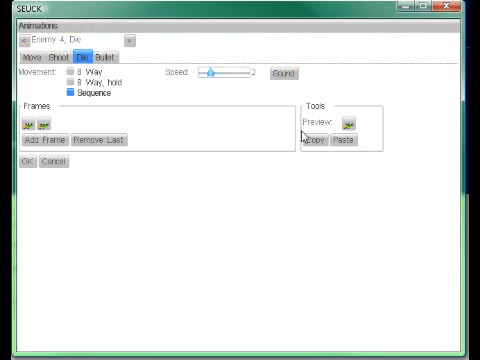 SEUCK
Animations
< Enemy 4, Die >
Move Shoot Die Bullet
Movement: 8 Way Speed: 2 Sound
8 Way, hold
Sequence
Frames Tools
Preview:
Add Frame Remove Last Copy Paste
OK Cancel